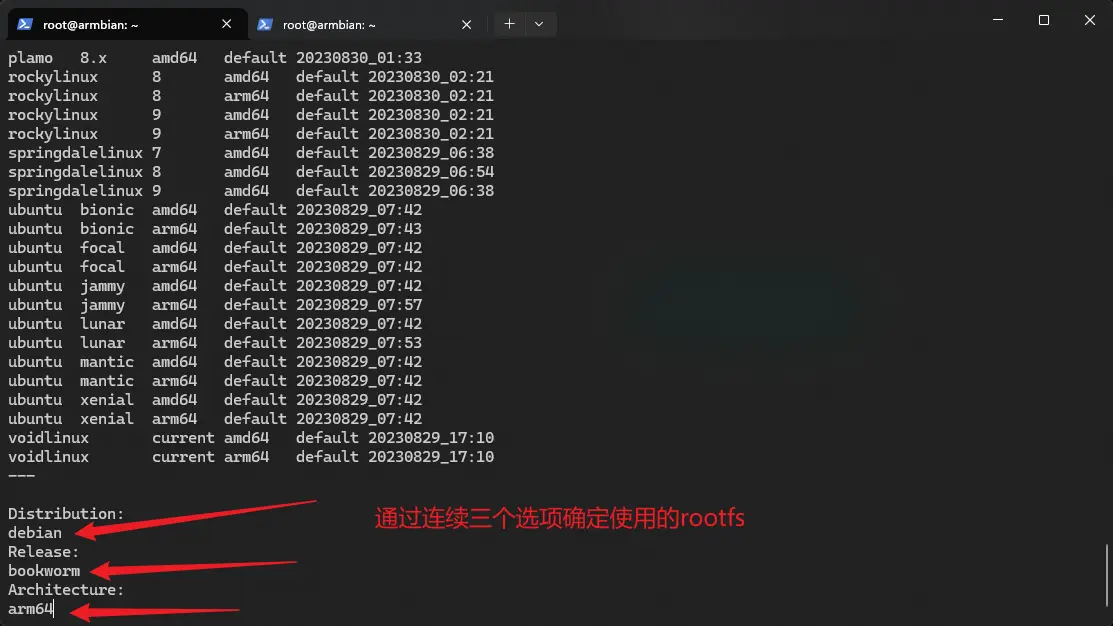 root@armbian: ~
root@armbian: ~
plamo 8.x amd64 default 20230830_01:33
rockylinux 8 amd64 default 20230830_02:21
rockylinux 8 arm64 default 20230830_02:21
rockylinux 9 amd64 default 20230830_02:21
rockylinux 9 arm64 default 20230830_02:21
springdalelinux 7 amd64 default 20230829_06:38
springdalelinux 8 amd64 default 20230829_06:54
springdalelinux 9 amd64 default 20230829_06:38
ubuntu bionic amd64 default 20230829_07:42
ubuntu bionic arm64 default 20230829_07:43
ubuntu focal amd64 default 20230829_07:42
ubuntu focal arm64 default 20230829_07:42
ubuntu jammy amd64 default 20230829_07:42
ubuntu jammy arm64 default 20230829_07:57
ubuntu lunar amd64 default 20230829_07:42
ubuntu lunar arm64 default 20230829_07:53
ubuntu mantic amd64 default 20230829_07:42
ubuntu mantic arm64 default 20230829_07:42
ubuntu xenial amd64 default 20230829_07:42
ubuntu xenial arm64 default 20230829_07:42
voidlinux current amd64 default 20230829_17:10
voidlinux current arm64 default 20230829_17:10
---
Distribution:
通过连续三个选项确定使用的rootfs
debian
Release:
bookworm
Architecture:
arm64